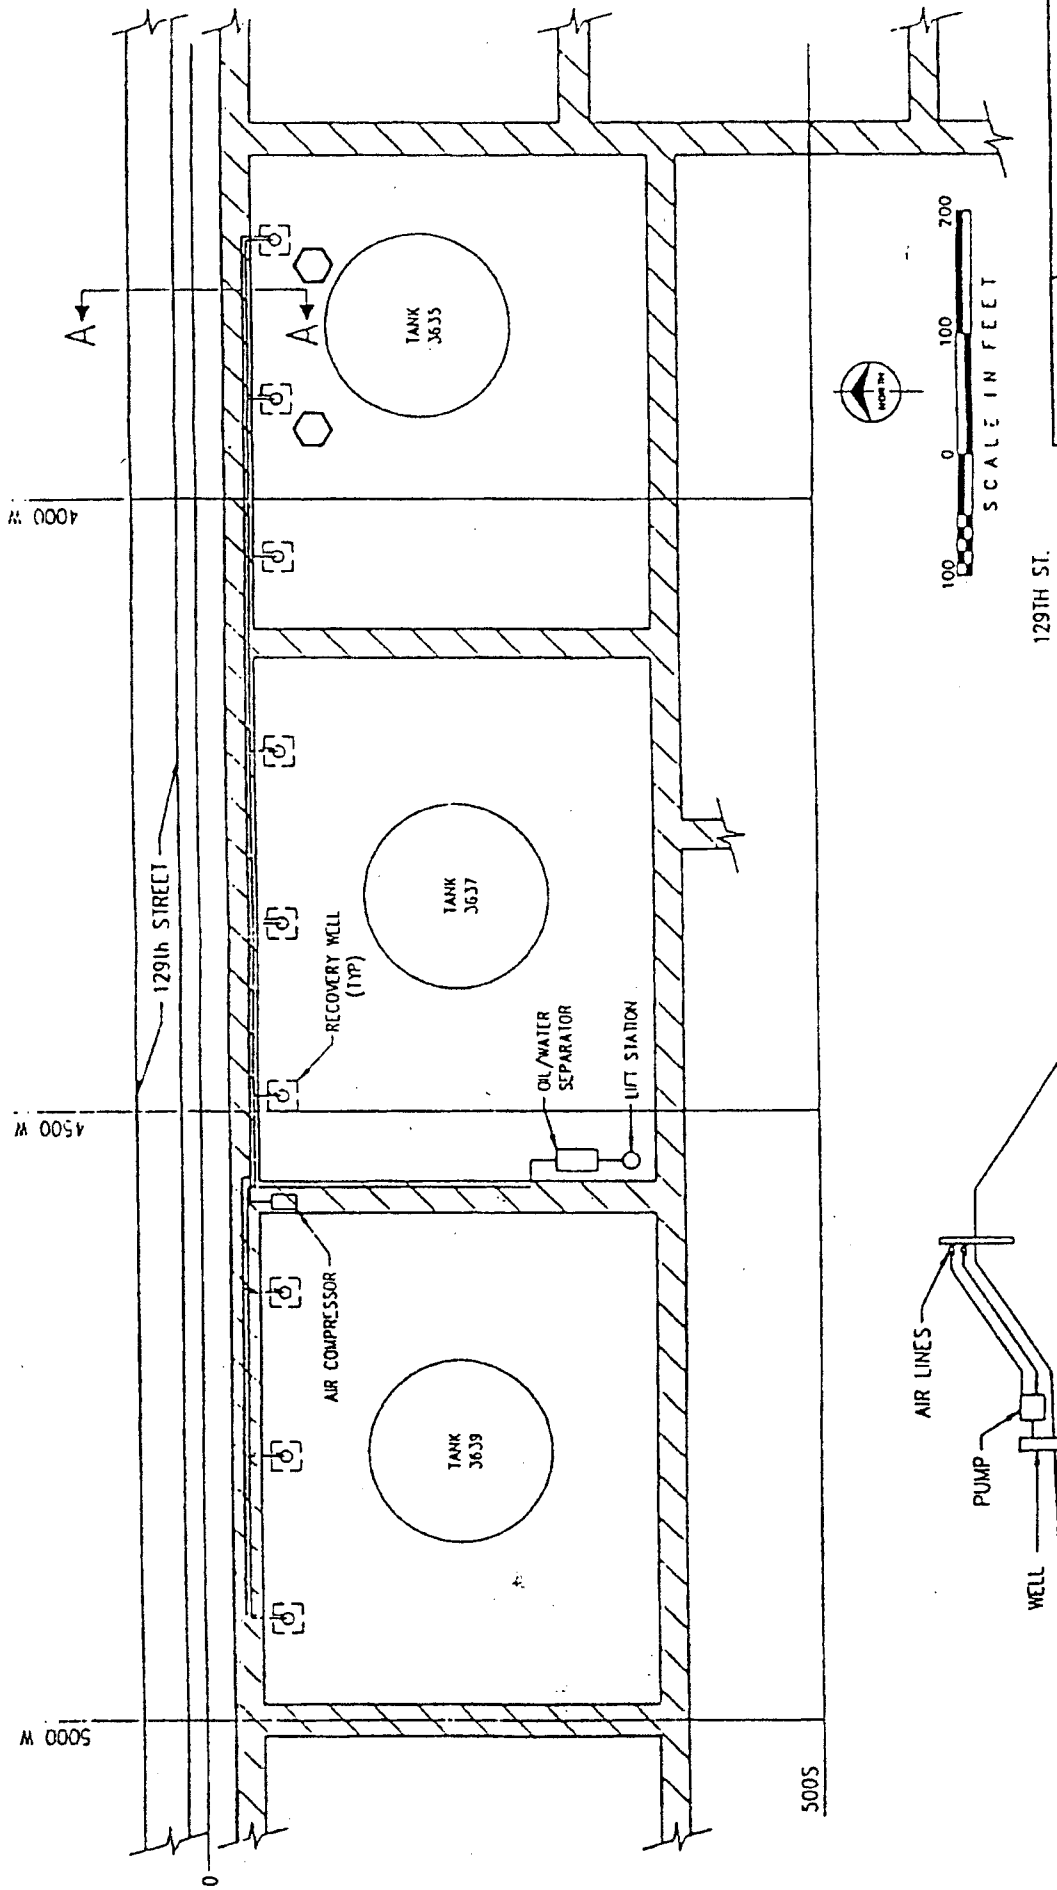 5000 W
4500 W
4000 W
129th STREET
A
A
0
RECOVERY WELL
(TYP)
AIR COMPRESSOR
OIL/WATER
SEPARATOR
LIFT STATION
TANK
3639
TANK
3637
TANK
3635
500S
NORTH
100 0 100 200
SCALE IN FEET
AIR LINES
PUMP
WELL
129TH ST.